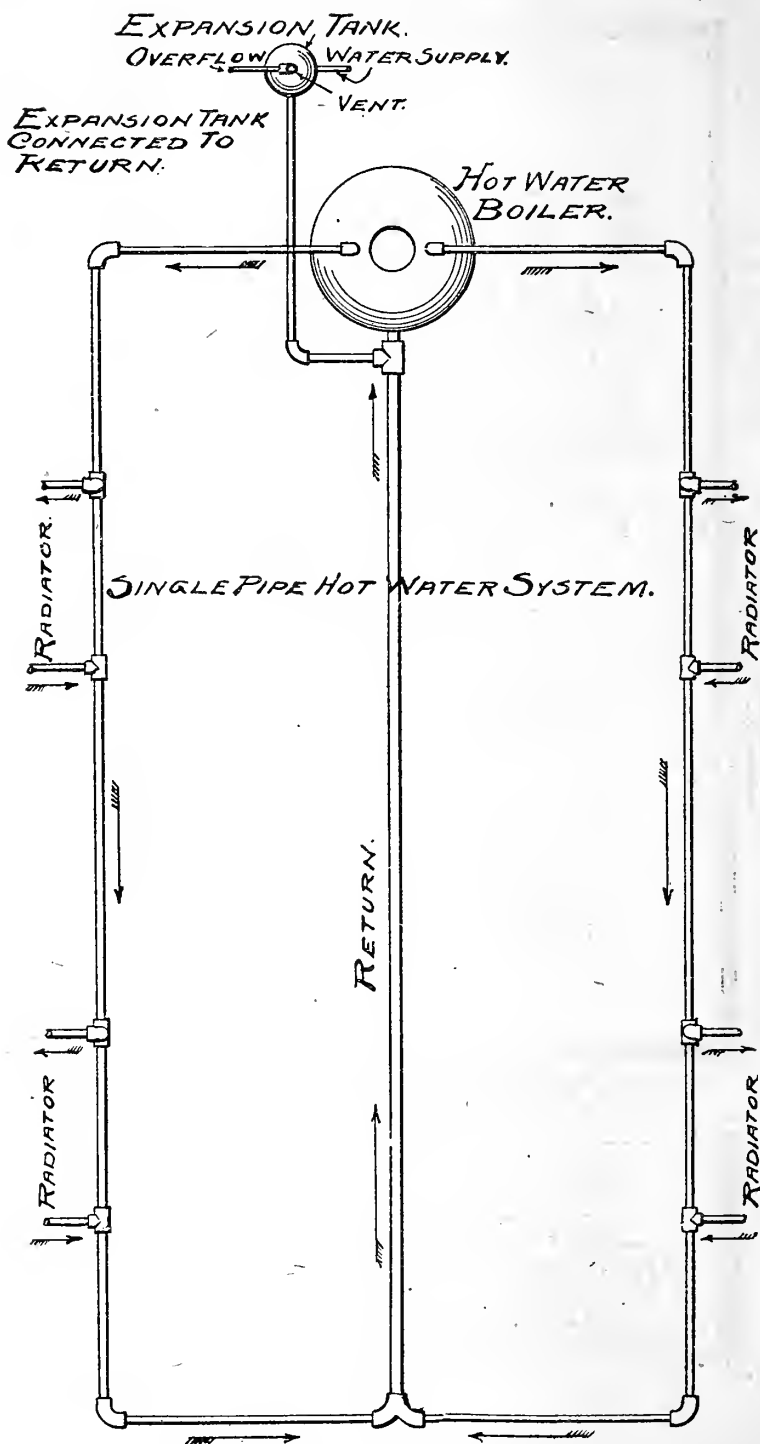 EXPANSION TANK.
OVERFLOW
WATER SUPPLY.
VENT.
EXPANSION TANK
CONNECTED TO
RETURN.
HOT WATER
BOILER.
RADIATOR.
SINGLE PIPE HOT WATER SYSTEM.
RADIATOR
RETURN.
RADIATOR
RADIATOR